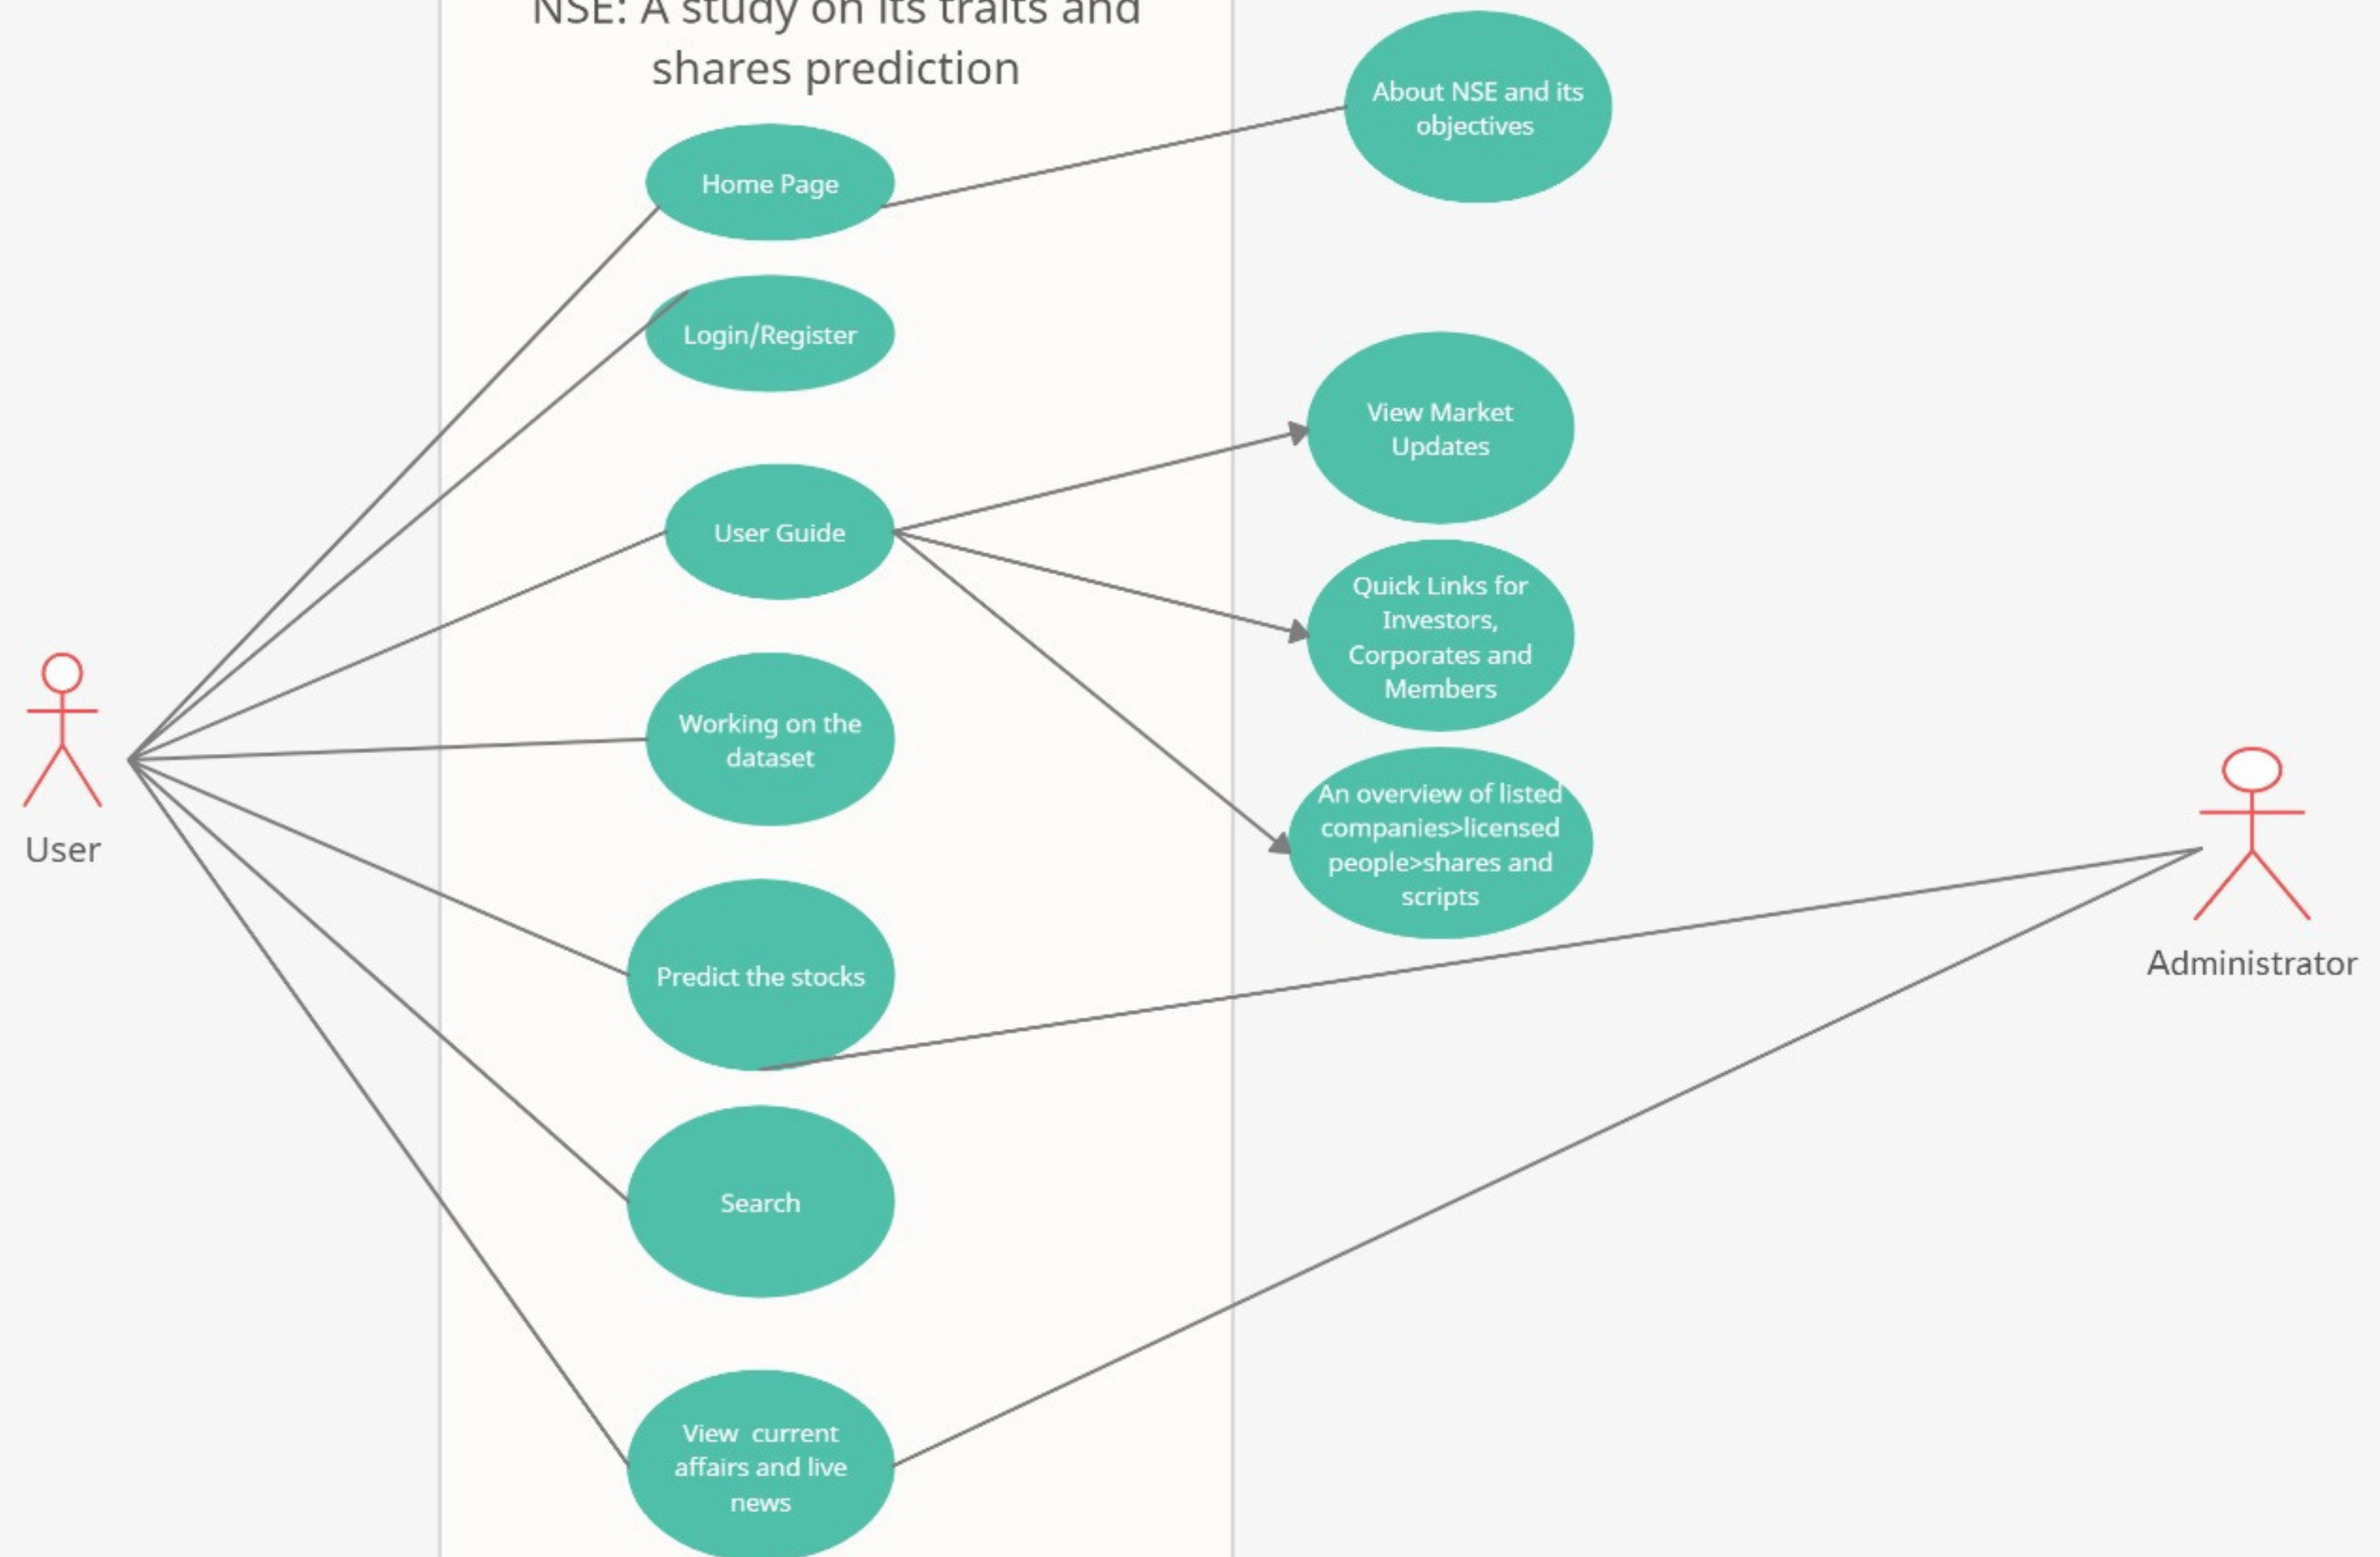 NSE: A study on its traits and
shares prediction
About NSE and its
objectives
Home Page
Login/Register
View Market
Updates
User Guide
Quick Links for
Investors,
Corporates and
Members
Working on the
dataset
An overview of listed
companies>licensed
people>shares and
scripts
User
Administrator
Predict the stocks
Search
View  current
affairs and live
news